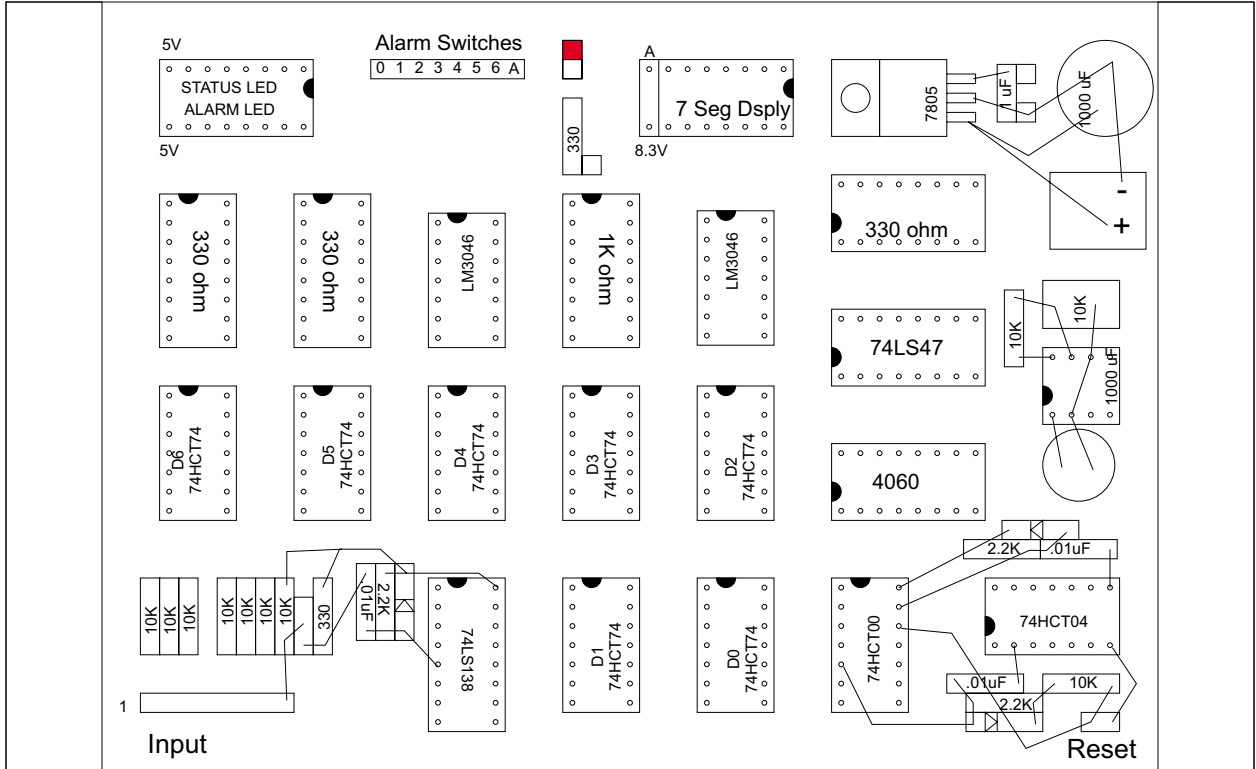 5V
Alarm Switches
0 1 2 3 4 5 6 A
A
STATUS LED
ALARM LED
7 Seg Dsply
7805
1 uF
1000 uF
330
5V
8.3V
-
+
330 ohm
330 ohm
LM3046
1K ohm
LM3046
330 ohm
10K
10K
74LS47
1000 uF
D6
74HCT74
D5
74HCT74
D4
74HCT74
D3
74HCT74
D2
74HCT74
4060
2.2K
.01uF
10K
10K
10K
10K
10K
10K
10K
330
.01uF
2.2K
74LS138
D1
74HCT74
D0
74HCT74
74HCT00
74HCT04
.01uF
10K
2.2K
1
Input
Reset